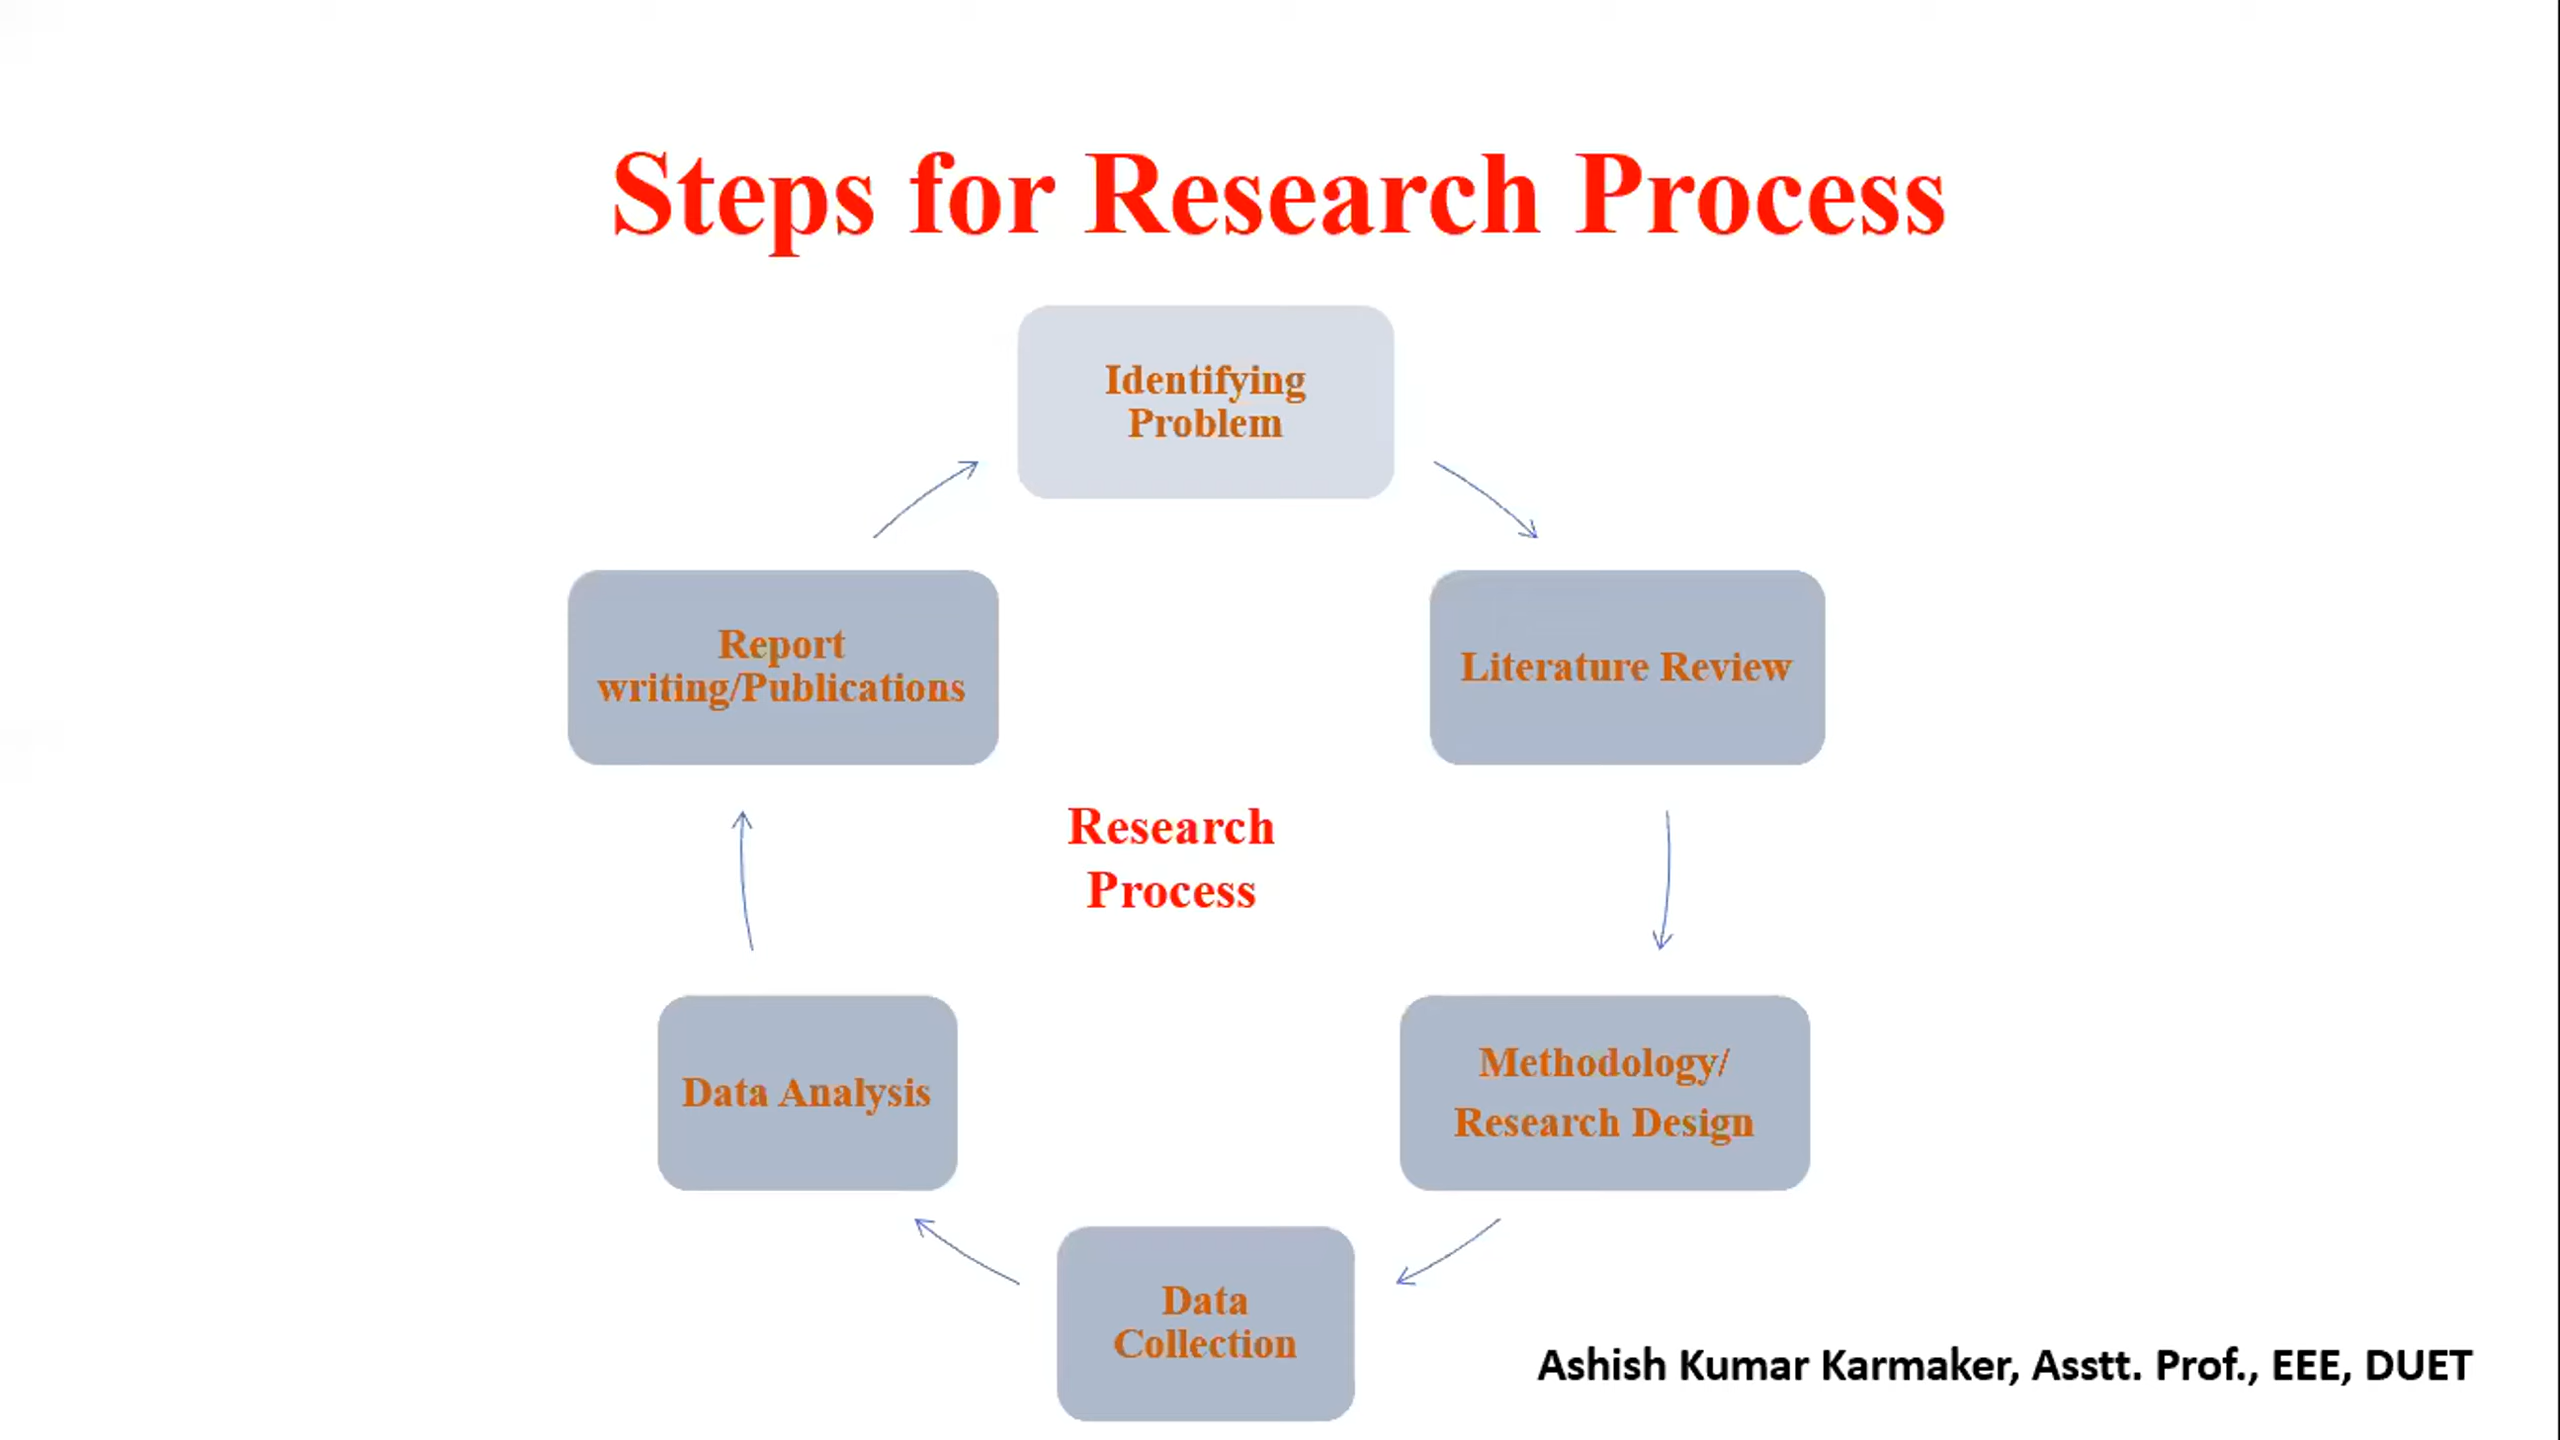 Steps for Research Process
Identifying
Problem
Literature Review
Methodology/
Research Design
Data
Collection
Data Analysis
Report
writing/Publications
Research
Process
Ashish Kumar Karmaker, Asstt. Prof., EEE, DUET